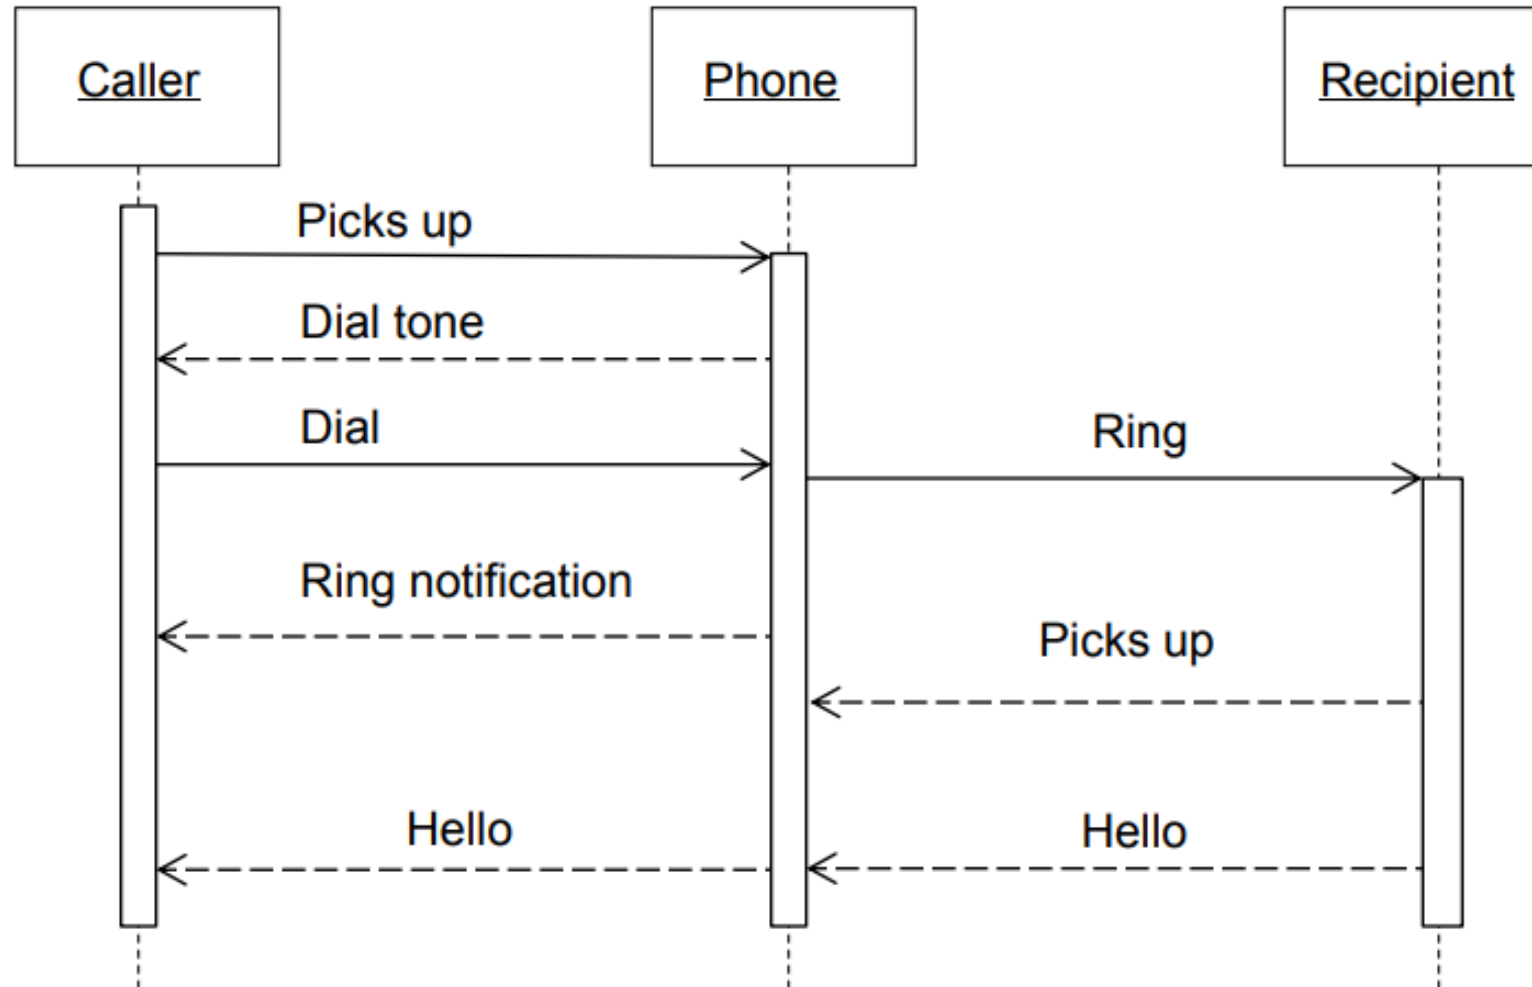 Caller
Phone
Recipient
Picks up
Dial tone
Dial
Ring
Ring notification
Picks up
Hello
Hello